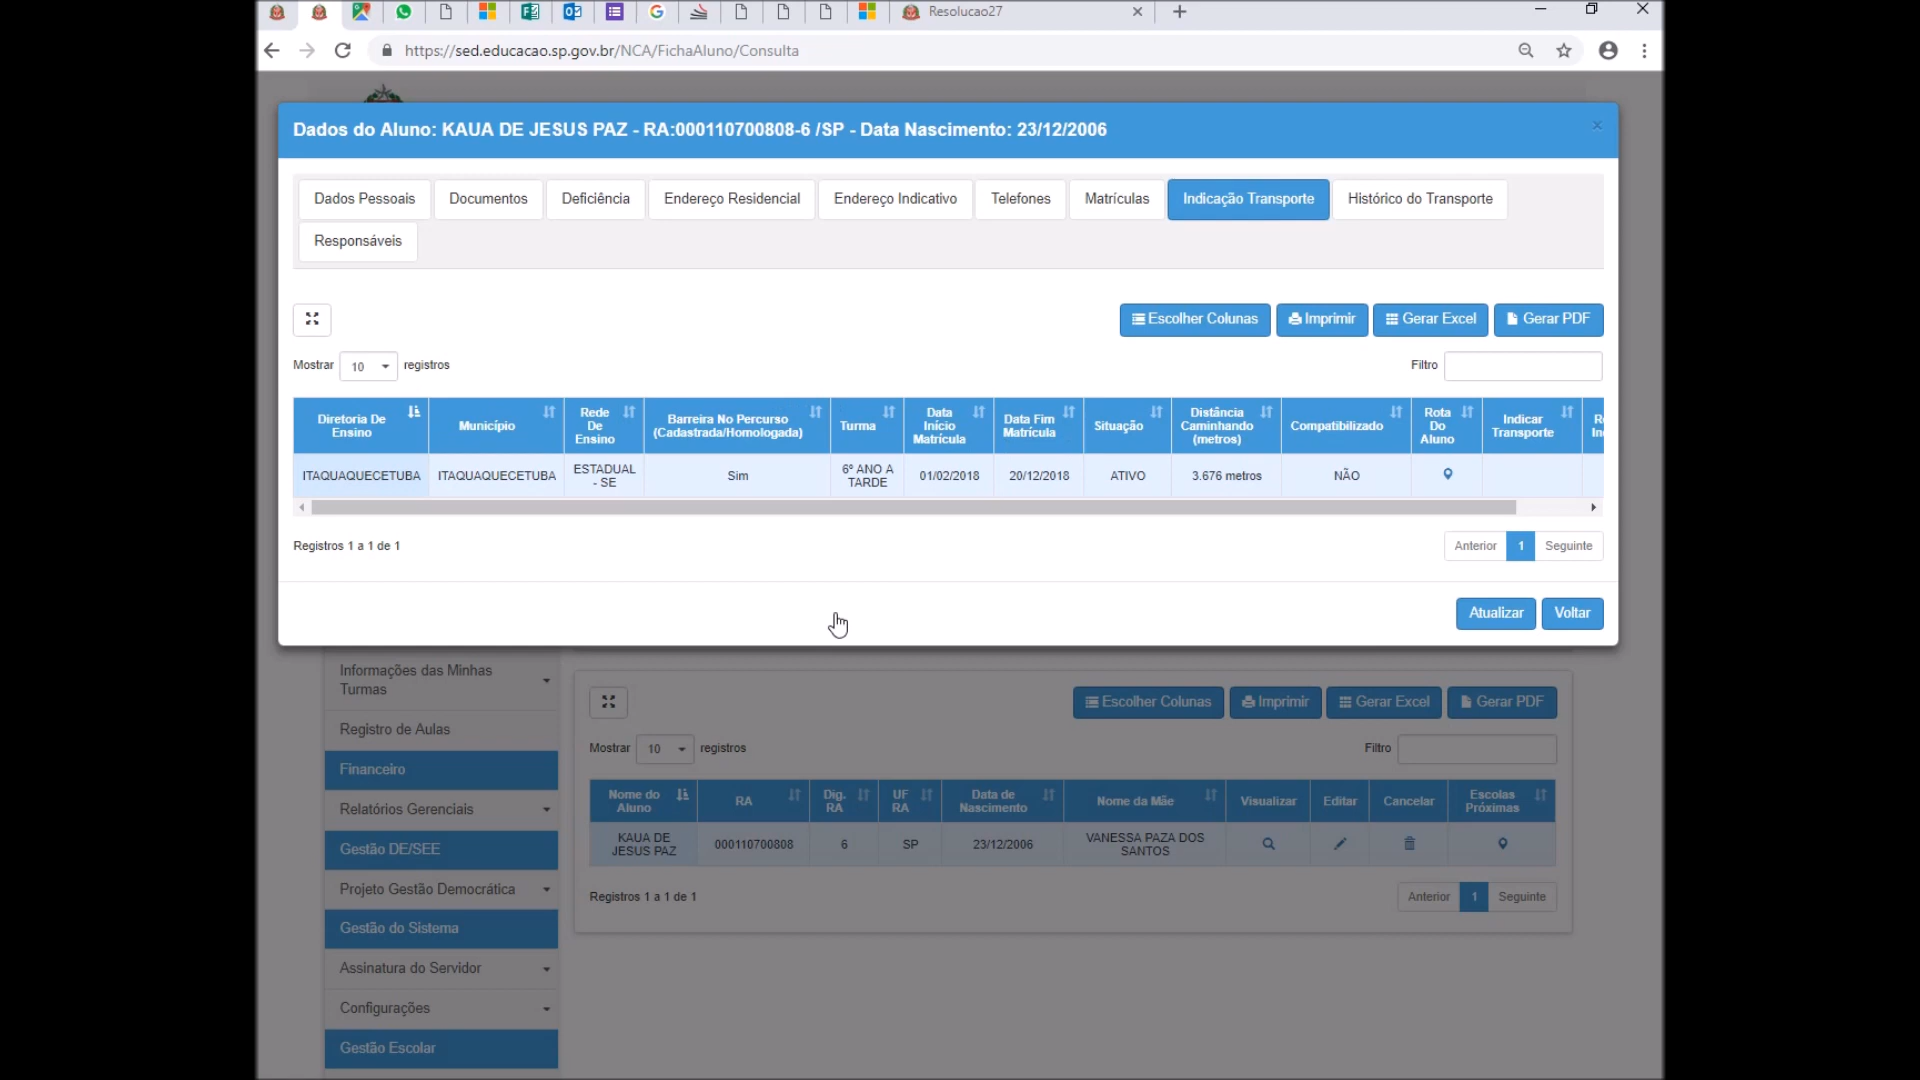 Resolucao27
https://sed.educacao.sp.gov.br/NCA/FichaAluno/Consulta
Dados do Aluno: KAUA DE JESUS PAZ - RA:000110700808-6 /SP - Data Nascimento: 23/12/2006
Dados Pessoais Documentos Deficiência Endereço Residencial Endereço Indicativo Telefones Matrículas Indicação Transporte Histórico do Transporte
Responsáveis
Escolher Colunas Imprimir Gerar Excel Gerar PDF
Mostrar 10 registros Filtro
Diretoria De Ensino Município Rede De Ensino Barreira No Percurso (Cadastrada/Homologada) Turma Data Início Matrícula Data Fim Matrícula Situação Distância Caminhando (metros) Compatibilizado Rota Do Aluno Indicar Transporte
ITAQUAQUECETUBA ITAQUAQUECETUBA ESTADUAL - SE Sim 6º ANO A TARDE 01/02/2018 20/12/2018 ATIVO 3.676 metros NÃO
Registros 1 a 1 de 1 Anterior 1 Seguinte
Atualizar Voltar
Informações das Minhas Turmas
Registro de Aulas
Financeiro
Relatórios Gerenciais
Gestão DE/SEE
Projeto Gestão Democrática
Gestão do Sistema
Assinatura do Servidor
Configurações
Gestão Escolar
Escolher Colunas Imprimir Gerar Excel Gerar PDF
Mostrar 10 registros Filtro
Nome do Aluno RA Dig. RA UF RA Data de Nascimento Nome da Mãe Visualizar Editar Cancelar Escolas Próximas
KAUA DE JESUS PAZ 000110700808 6 SP 23/12/2006 VANESSA PAZA DOS SANTOS
Registros 1 a 1 de 1 Anterior 1 Seguinte